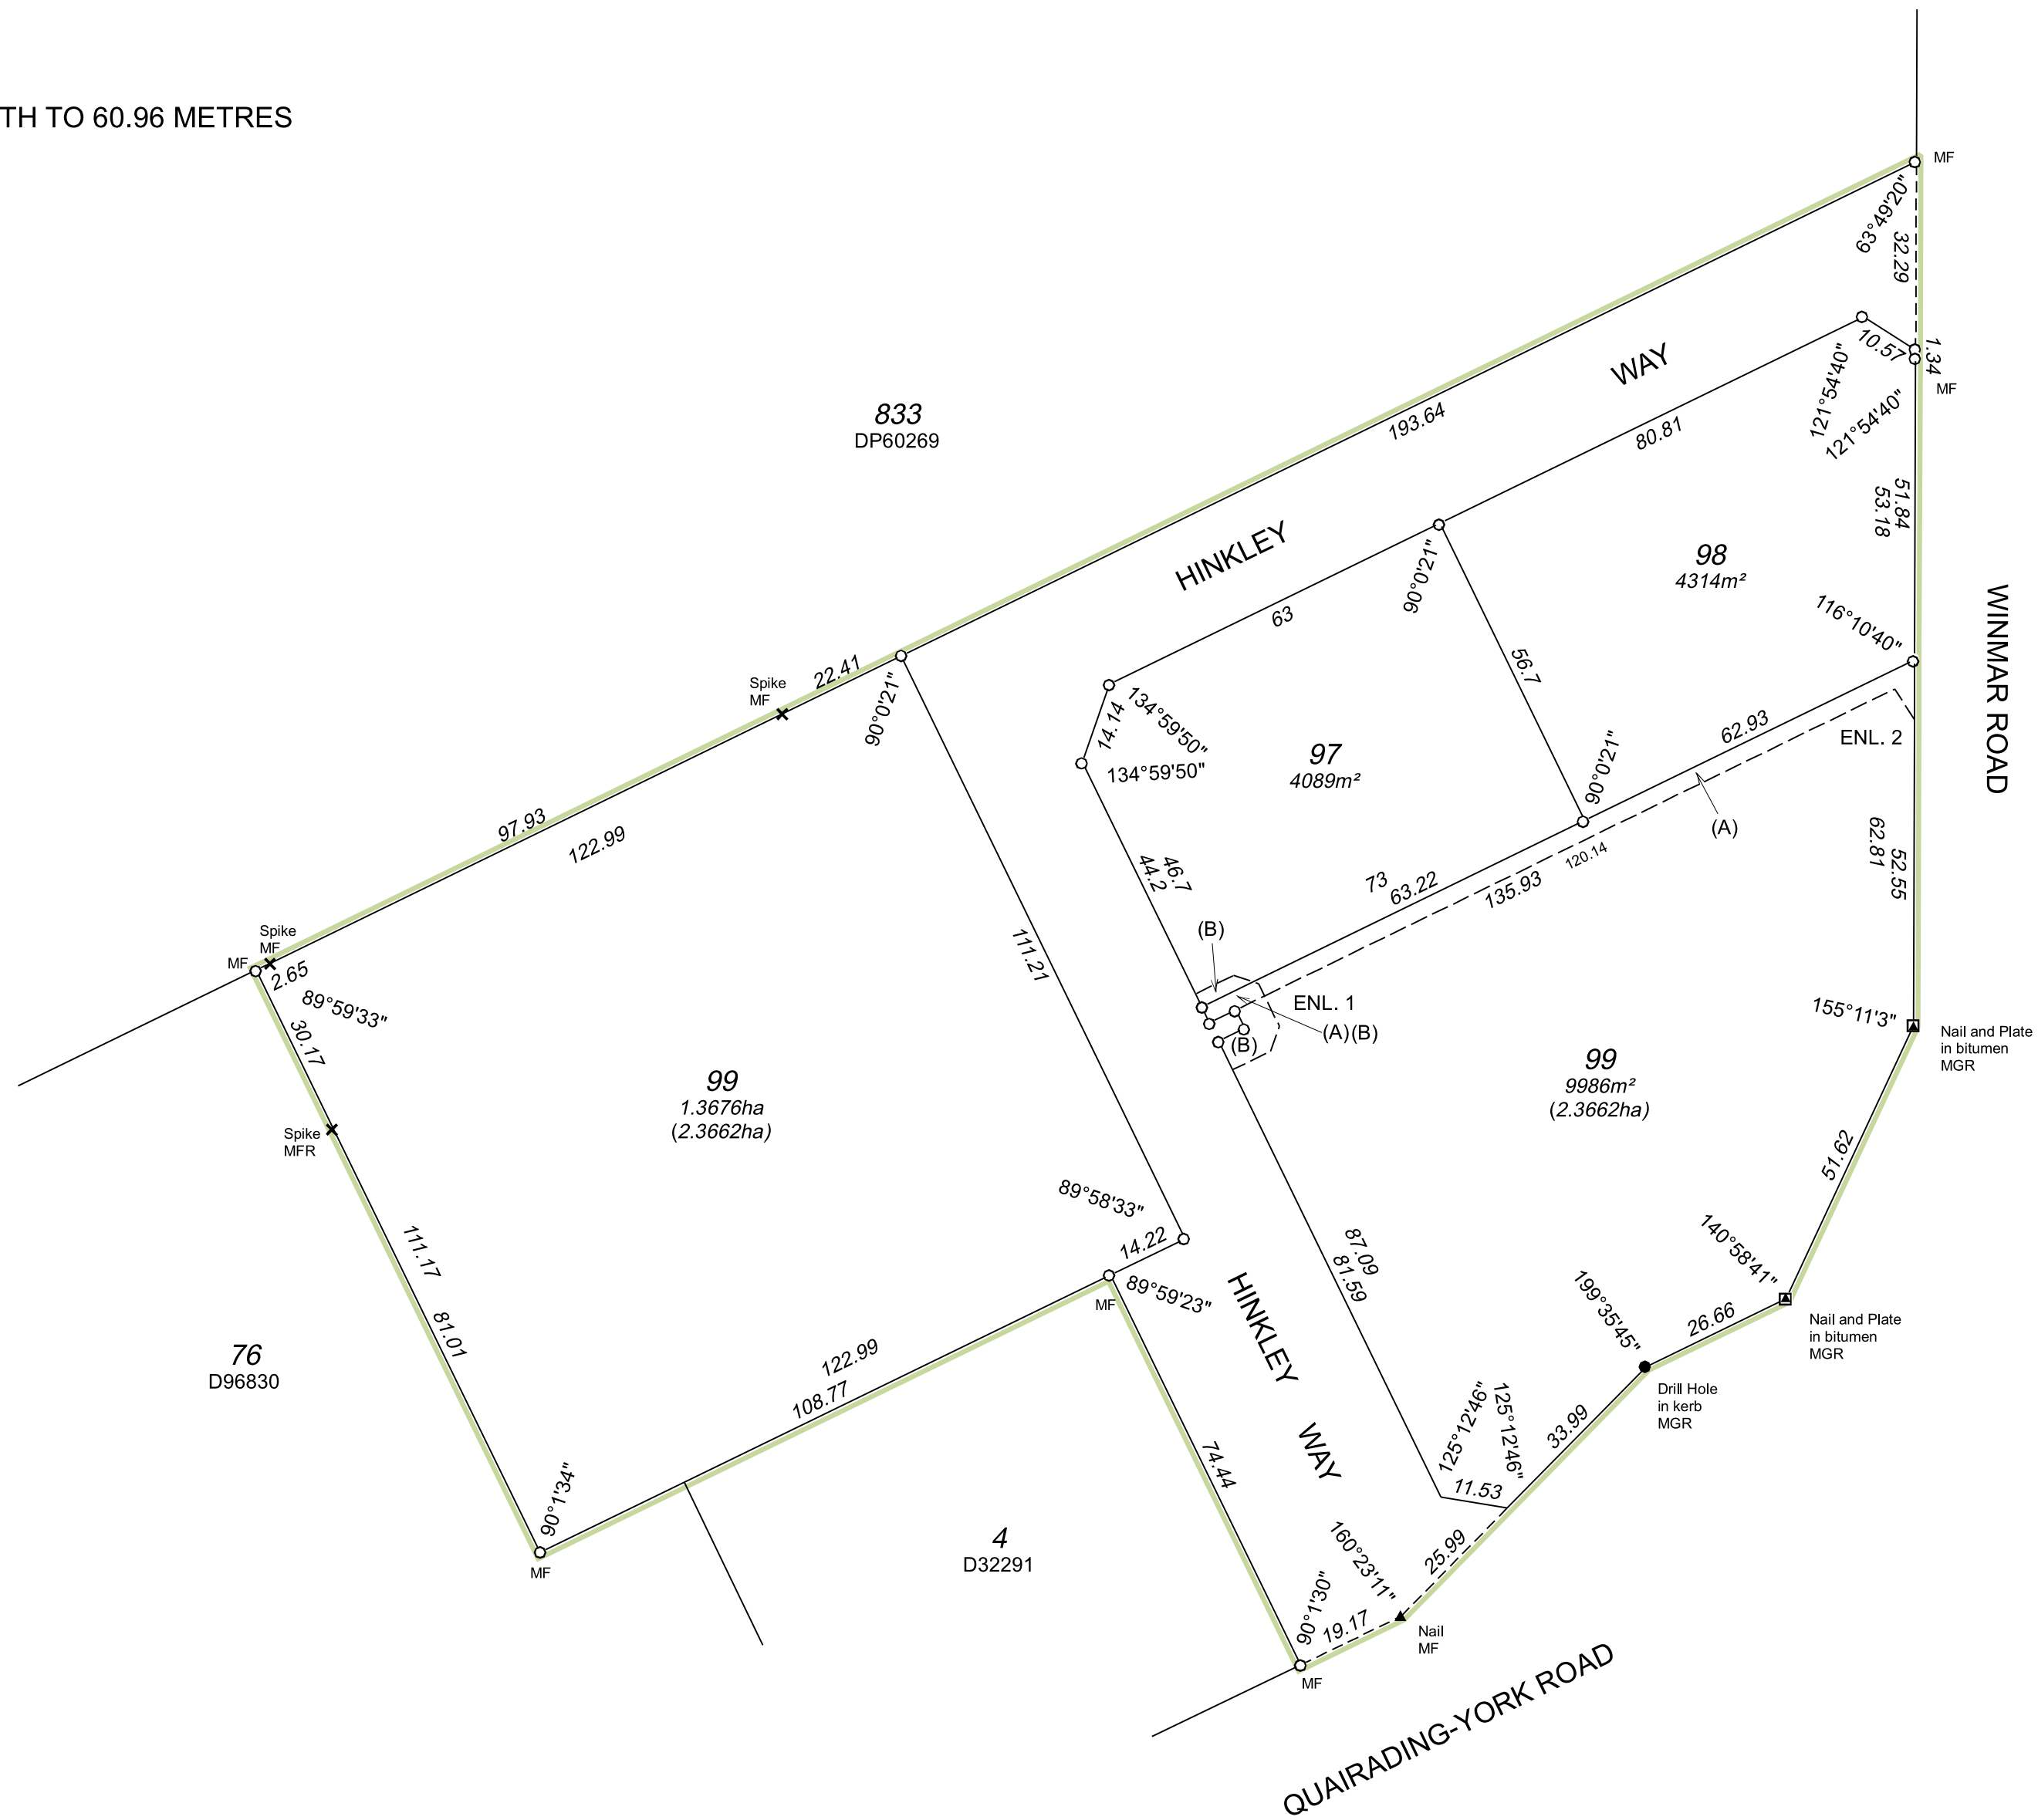 TH TO 60.96 METRES
MF
63°49'20"
32.29
10.57
1.34
MF
121°54'40"
121°54'40"
WAY
833
DP60269
193.64
80.81
51.84
53.18
HINKLEY
98
4314m²
WINMAR ROAD
63
90°0'21"
116°10'40"
56.7
22.41
Spike
MF
90°0'21"
14.14
134°59'50"
134°59'50"
97
4089m²
62.93
90°0'21"
ENL. 2
(A)
97.93
122.99
46.7
44.2
73
63.22
120.14
135.93
62.81
52.55
Spike
MF
MF
2.65
89°59'33"
30.17
111.21
(B)
ENL. 1
(A)(B)
(B)
155°11'3"
Nail and Plate
in bitumen
MGR
99
1.3676ha
(2.3662ha)
99
9986m²
(2.3662ha)
Spike
MFR
51.62
89°58'33"
14.22
111.17
81.01
87.09
81.59
140°58'41"
199°35'45"
89°59'23"
MF
HINKLEY
WAY
26.66
Nail and Plate
in bitumen
MGR
76
D96830
122.99
108.77
Drill Hole
in kerb
MGR
125°12'46"
125°12'46"
33.99
74.44
11.53
90°1'34"
MF
4
D32291
160°23'11"
25.99
90°1'30"
19.17
Nail
MF
MF
QUAIRADING-YORK ROAD